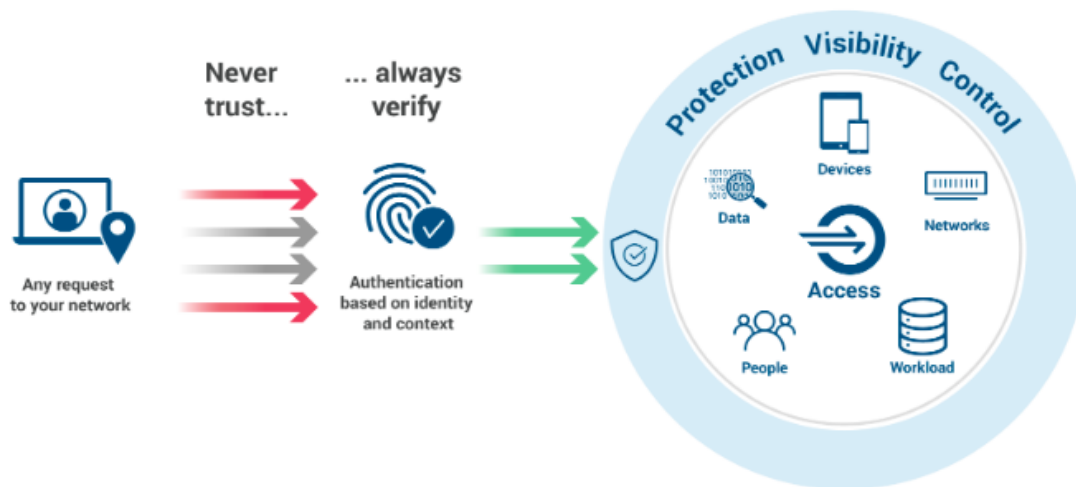 Never
trust...
... always
verify
Any request
to your network
Authentication
based on identity
and context
Protection Visibility Control
Devices
Data
Networks
Access
People
Workload